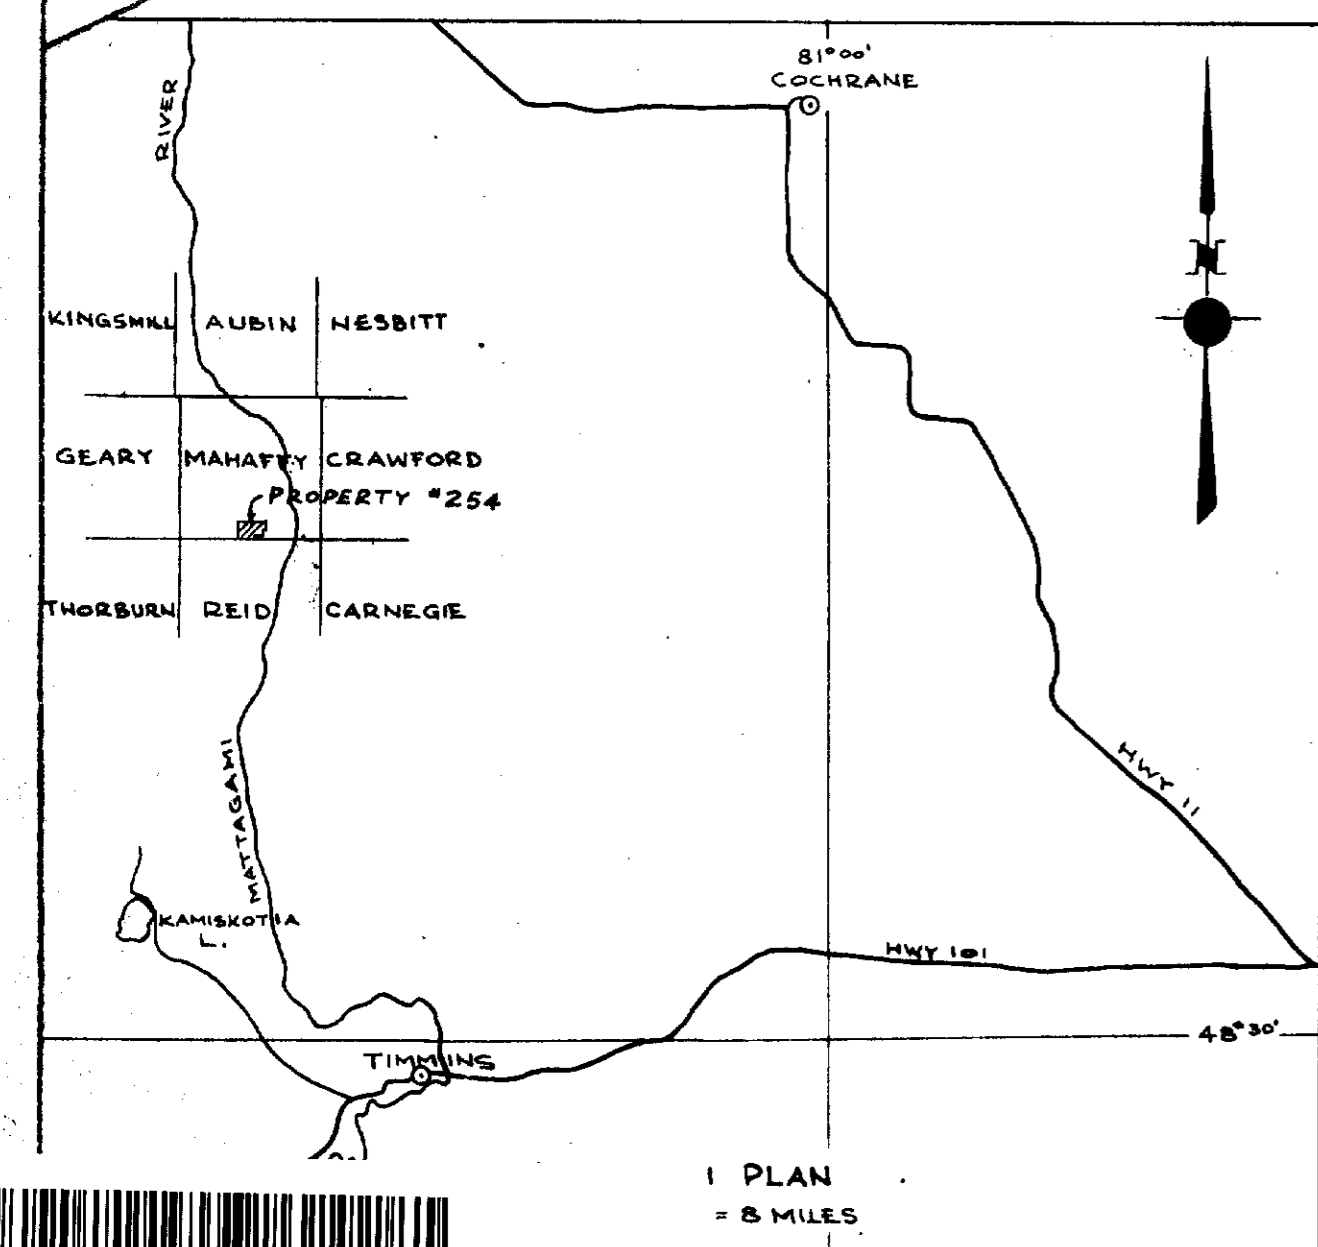 81°00'
COCHRANE
RIVER
N
KINGSMILL AUBIN NESBITT
GEARY MAHAFFY CRAWFORD
PROPERTY #254
THORBURN REID CARNEGIE
MATTAGAMI
HWY 11
KAMISKOTIA
L.
HWY 101
48°30'
TIMMINS
1 PLAN
= 8 MILES